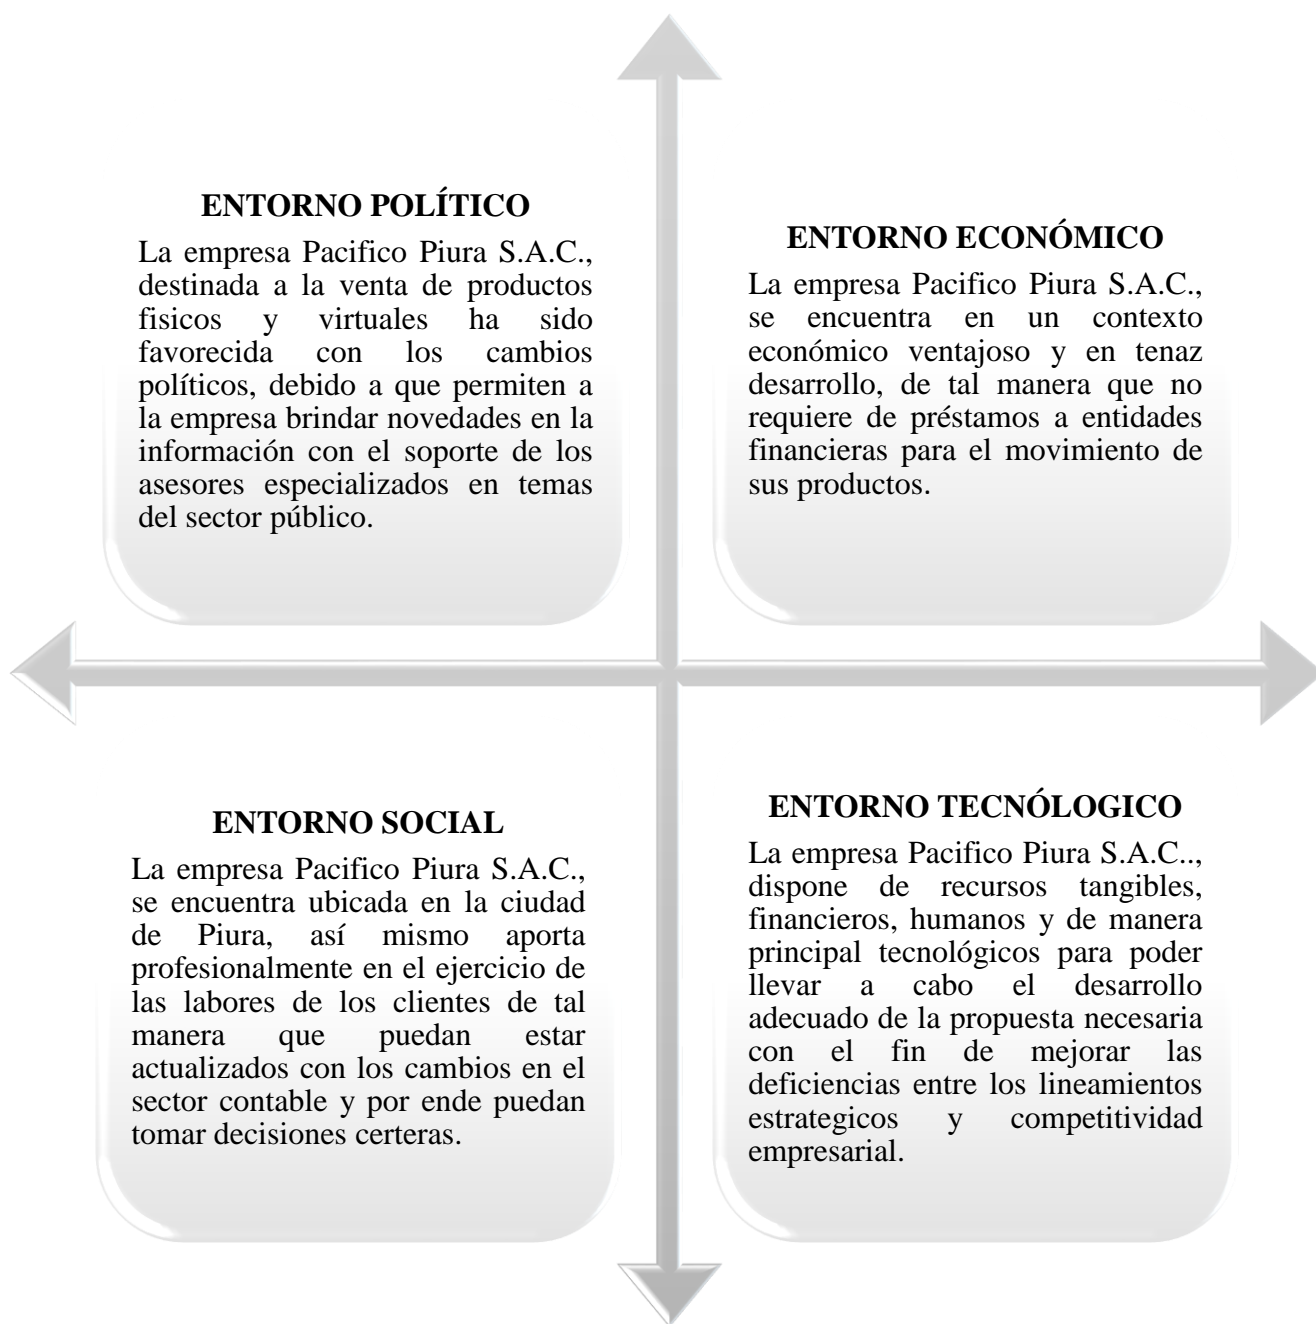 ENTORNO POLÍTICO
La empresa Pacifico Piura S.A.C.,
destinada a la venta de productos
fisicos y virtuales ha sido
favorecida con los cambios
políticos, debido a que permiten a
la empresa brindar novedades en la
información con el soporte de los
asesores especializados en temas
del sector público.
ENTORNO ECONÓMICO
La empresa Pacifico Piura S.A.C.,
se encuentra en un contexto
económico ventajoso y en tenaz
desarrollo, de tal manera que no
requiere de préstamos a entidades
financieras para el movimiento de
sus productos.
ENTORNO SOCIAL
La empresa Pacifico Piura S.A.C.,
se encuentra ubicada en la ciudad
de Piura, así mismo aporta
profesionalmente en el ejercicio de
las labores de los clientes de tal
manera que puedan estar
actualizados con los cambios en el
sector contable y por ende puedan
tomar decisiones certeras.
ENTORNO TECNÓLOGICO
La empresa Pacifico Piura S.A.C..,
dispone de recursos tangibles,
financieros, humanos y de manera
principal tecnológicos para poder
llevar a cabo el desarrollo
adecuado de la propuesta necesaria
con el fin de mejorar las
deficiencias entre los lineamientos
estrategicos y competitividad
empresarial.